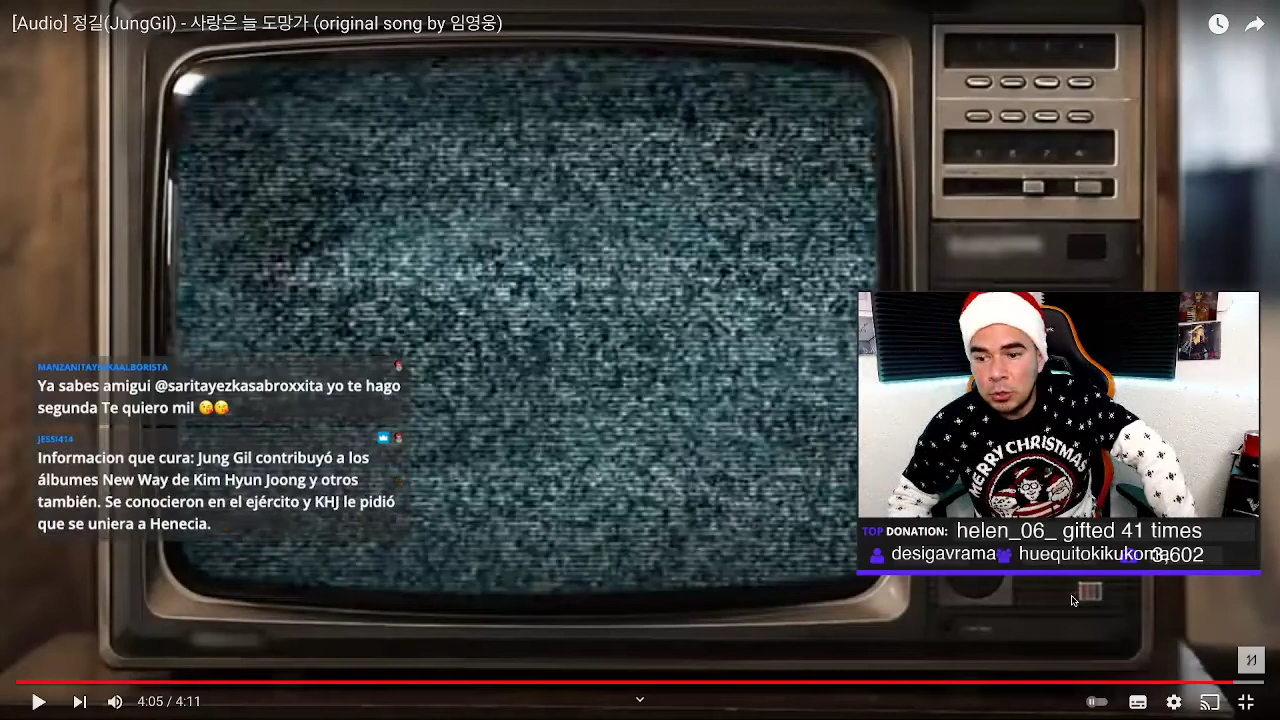 [Audio] 정길(JungGil) - 사랑은 늘 도망가 (original song by 임영웅)
Ya sabes amigui @saritayezkasabroxxita yo te hago
segunda Te quiero mil 😘😘
JESSI414
Informacion que cura: Jung Gil contribuyó a los
álbumes New Way de Kim Hyun Joong y otros
también. Se conocieron en el ejército y KHJ le pidió
que se uniera a Henecia.
MERRY CHRISTMAS
TOP DONATION: helen_06_ gifted 41 times
desigavrama huequitokikukoma 3,602
4:05 / 4:11